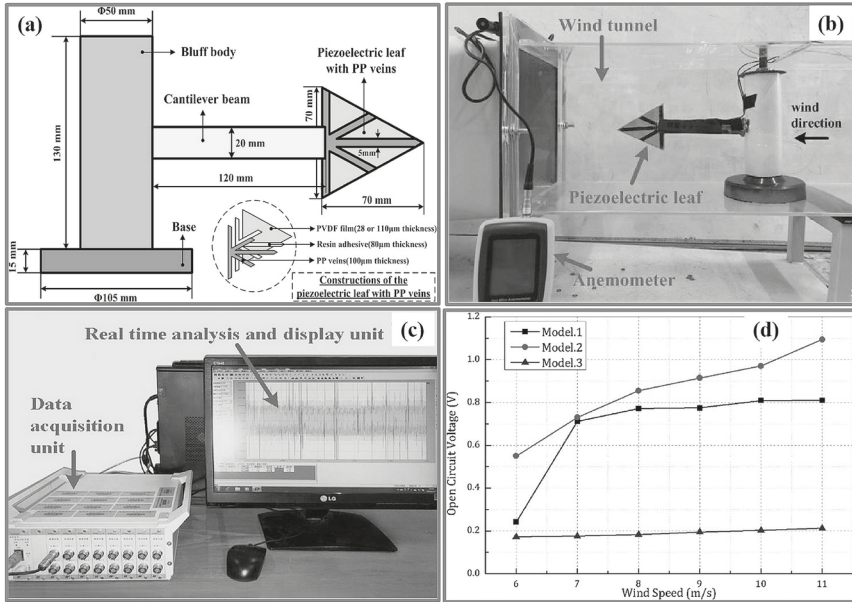 (a)
Φ50 mm
Bluff body
Piezoelectric leaf
with PP veins
Cantilever beam
130 mm
20 mm
70 mm
5mm
120 mm
70 mm
Base
15 mm
Φ105 mm
PVDF film(28 or 110μm thickness)
Resin adhesive(80μm thickness)
PP veins(100μm thickness)
Constructions of the
piezoelectric leaf with PP veins
(b)
Wind tunnel
wind
direction
Piezoelectric leaf
Anemometer
(c)
Real time analysis and display unit
Data
acquisition
unit
LG
(d)
Model.1
Model.2
Model.3
Open Circuit Voltage (V)
1.2
1.0
0.8
0.6
0.4
0.2
0.0
6 7 8 9 10 11
Wind Speed (m/s)